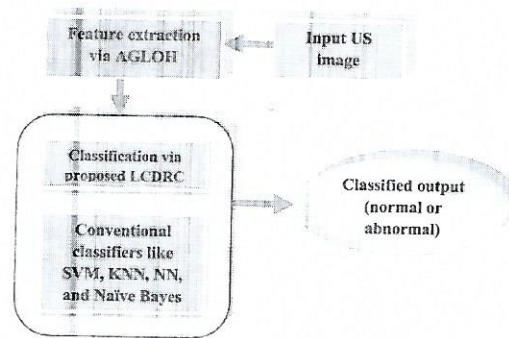 Feature extraction
via AGLOH
Input US
image
Classification via
proposed LCDRC
Conventional
classifiers like
SVM, KNN, NN,
and Naïve Bayes
Classified output
(normal or
abnormal)